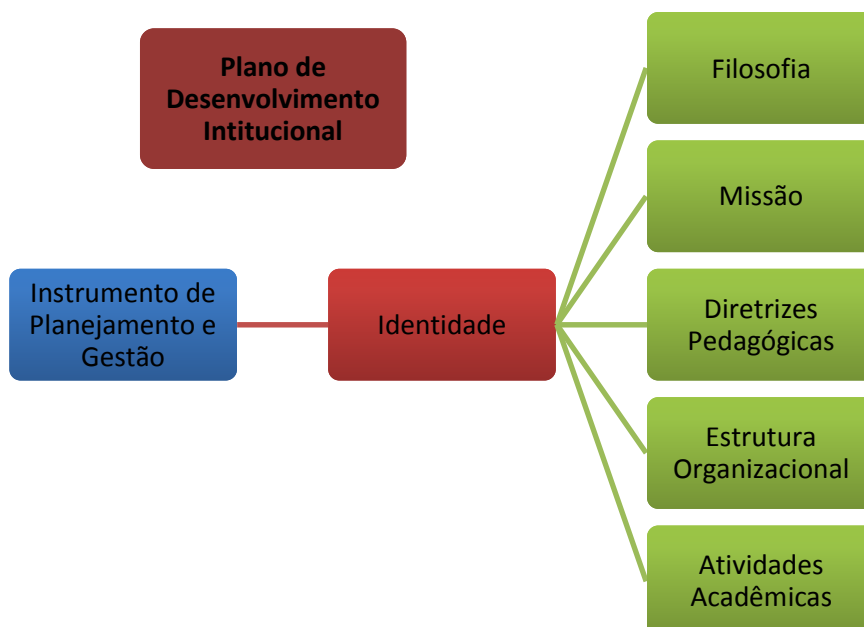 Plano de
Desenvolvimento
Intitucional
Instrumento de
Planejamento e
Gestão
Identidade
Filosofia
Missão
Diretrizes
Pedagógicas
Estrutura
Organizacional
Atividades
Acadêmicas